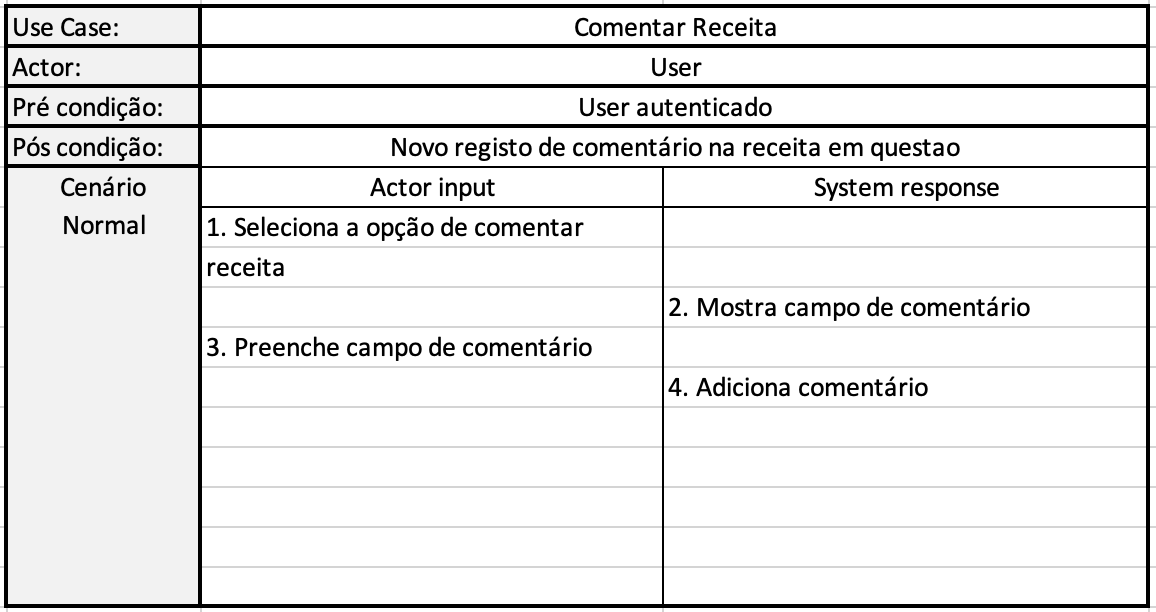 Use Case: Comentar Receita
Actor: User
Pré condição: User autenticado
Pós condição: Novo registo de comentário na receita em questao
Cenário Actor input System response
Normal
1. Seleciona a opção de comentar
receita
2. Mostra campo de comentário
3. Preenche campo de comentário
4. Adiciona comentário